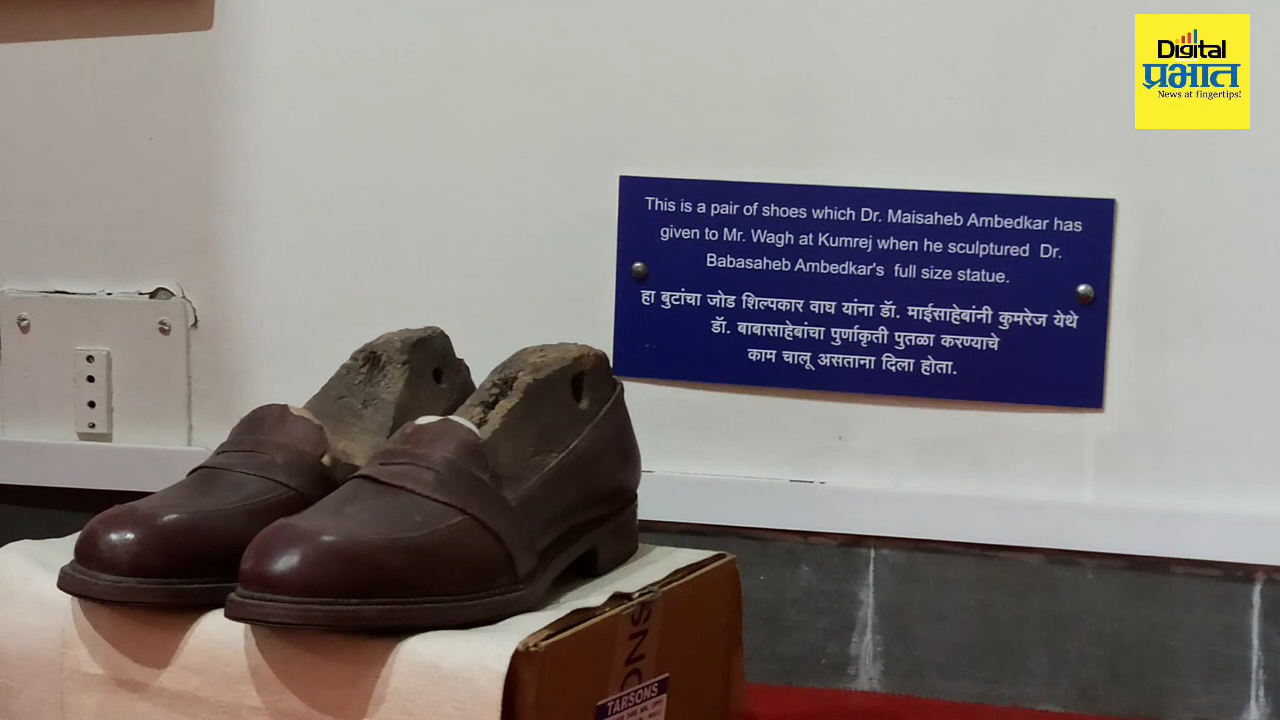 Digital
प्रभात
News at fingertips!
This is a pair of shoes which Dr. Maisaheb Ambedkar has
given to Mr. Wagh at Kumrej when he sculptured Dr.
Babasaheb Ambedkar's full size statue.
हा बुटांचा जोड शिल्पकार वाघ यांना डॉ. माईसाहेबांनी कुमरेज येथे
डॉ. बाबासाहेबांचा पुर्णाकृती पुतळा करण्याचे
काम चालू असताना दिला होता.
TARSONS